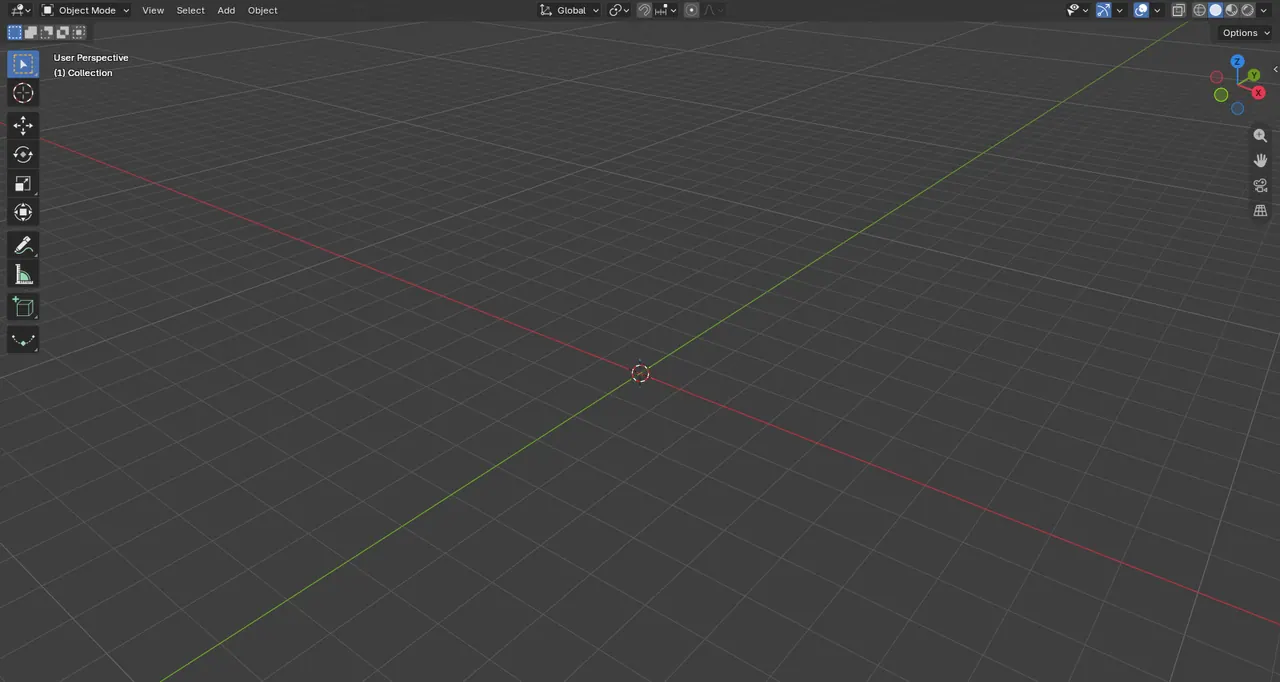 Object Mode View Select Add Object Global
Options
User Perspective
(1) Collection
Z
Y
X